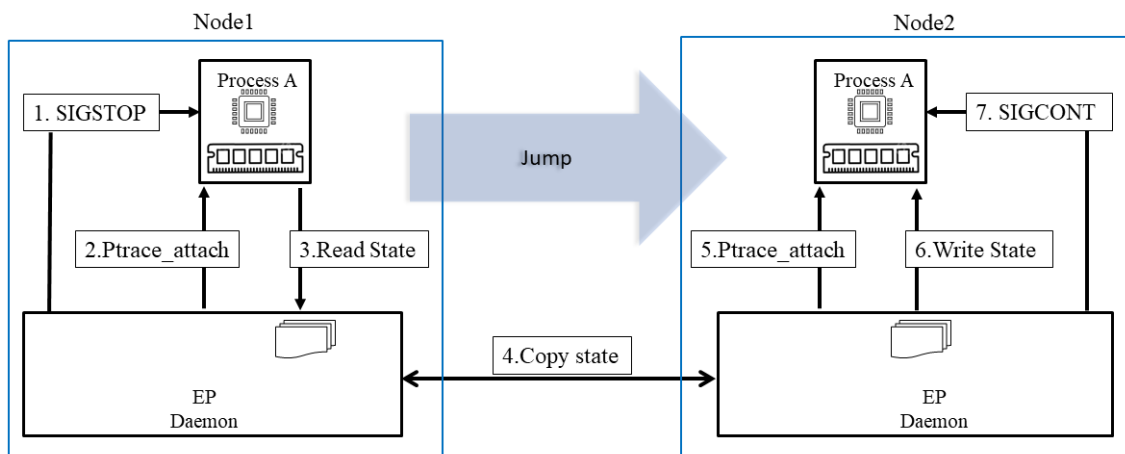 Node1
Node2
Process A
1. SIGSTOP
2.Ptrace_attach
3.Read State
EP
Daemon
Jump
4.Copy state
Process A
7. SIGCONT
5.Ptrace_attach
6.Write State
EP
Daemon